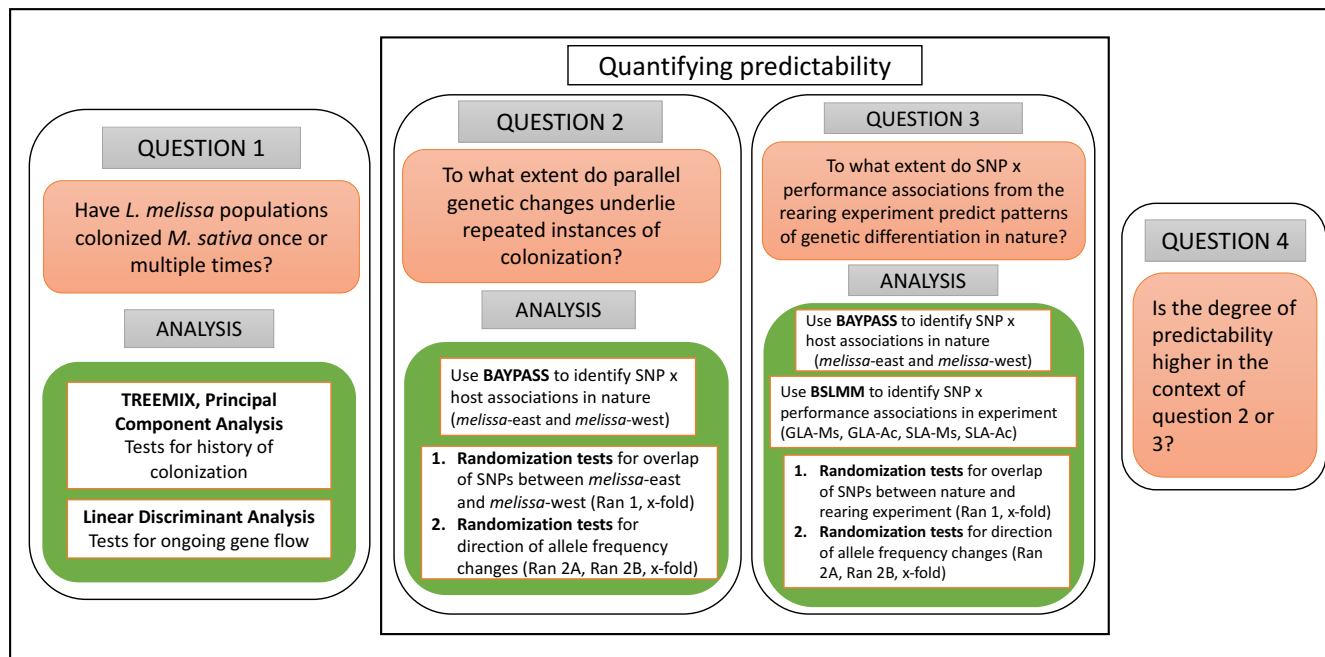 Quantifying predictability
QUESTION 1
Have L. melissa populations
colonized M. sativa once or
multiple times?
ANALYSIS
TREEMIX, Principal
Component Analysis
Tests for history of
colonization
Linear Discriminant Analysis
Tests for ongoing gene flow
QUESTION 2
To what extent do parallel
genetic changes underlie
repeated instances of
colonization?
ANALYSIS
Use BAYPASS to identify SNP x
host associations in nature
(melissa-east and melissa-west)
1. Randomization tests for overlap
of SNPs between melissa-east
and melissa-west (Ran 1, x-fold)
2. Randomization tests for
direction of allele frequency
changes (Ran 2A, Ran 2B, x-fold)
QUESTION 3
To what extent do SNP x
performance associations from the
rearing experiment predict patterns
of genetic differentiation in nature?
ANALYSIS
Use BAYPASS to identify SNP x
host associations in nature
(melissa-east and melissa-west)
Use BSLMM to identify SNP x
performance associations in experiment
(GLA-Ms, GLA-Ac, SLA-Ms, SLA-Ac)
1. Randomization tests for overlap
of SNPs between nature and
rearing experiment (Ran 1, x-fold)
2. Randomization tests for direction
of allele frequency changes (Ran
2A, Ran 2B, x-fold)
QUESTION 4
Is the degree of
predictability
higher in the
context of
question 2 or
3?